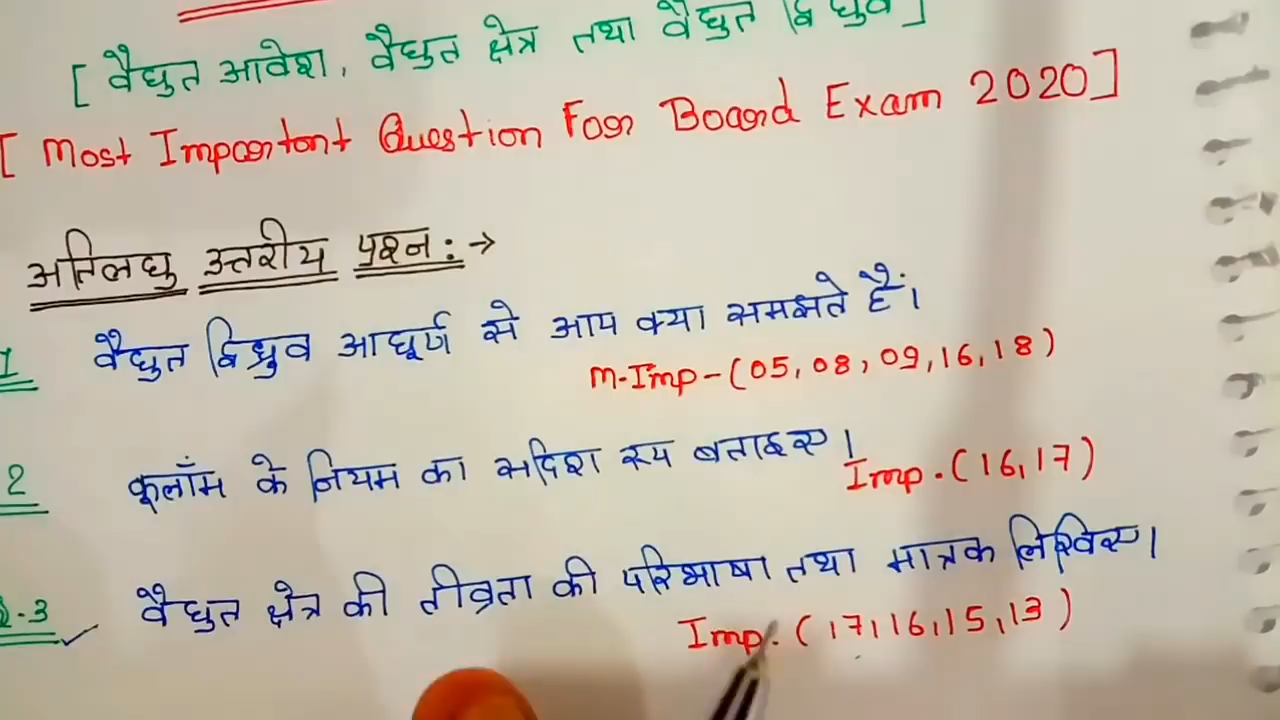 [ वैद्युत आवेश, वैद्युत क्षेत्र तथा वैद्युत द्विध्रुव ]
[ Most Important Question For Board Exam 2020 ]
अतिलघु उत्तरीय प्रश्न :→
1 वैद्युत द्विध्रुव आघूर्ण से आप क्या समझते हैं।
M.Imp-(05, 08, 09, 16, 18)
2 कूलॉम के नियम का सदिश रूप बताइए।
Imp. (16, 17)
Q.3 वैद्युत क्षेत्र की तीव्रता की परिभाषा तथा मात्रक लिखिए।
Imp. (17, 16, 15, 13)